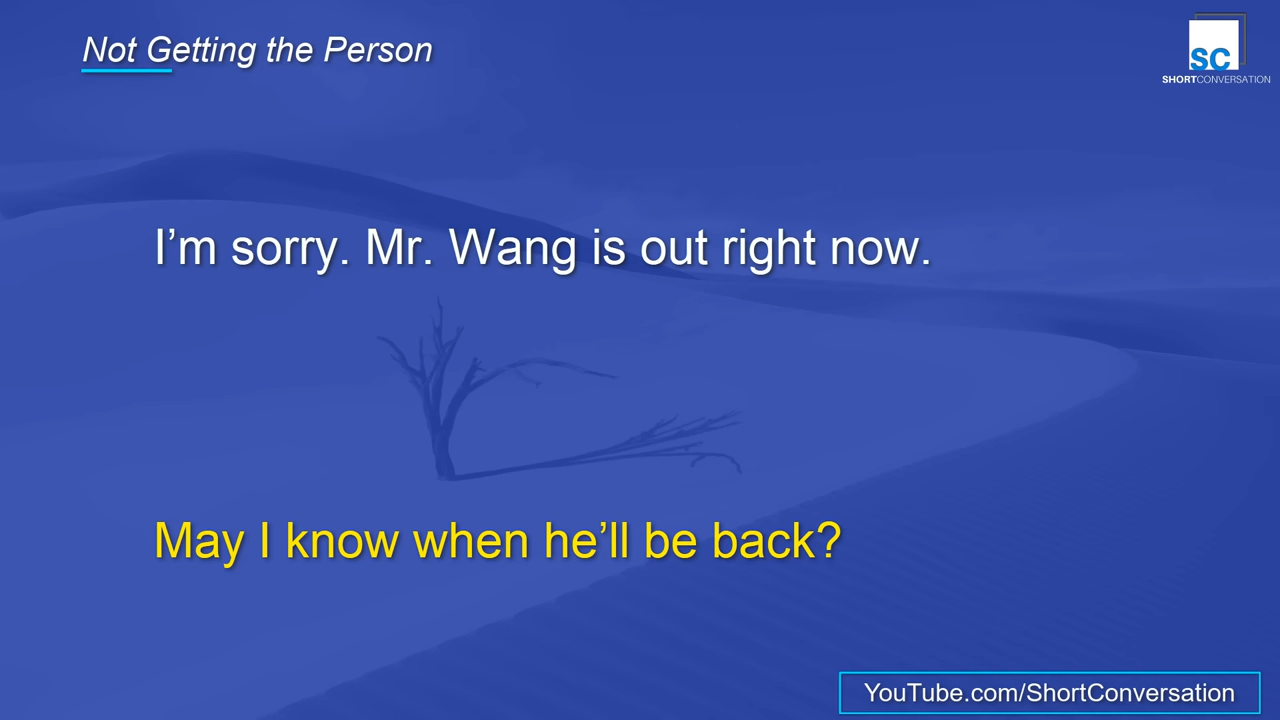 Not Getting the Person
SC
SHORTCONVERSATION
I’m sorry. Mr. Wang is out right now.
May I know when he’ll be back?
YouTube.com/ShortConversation